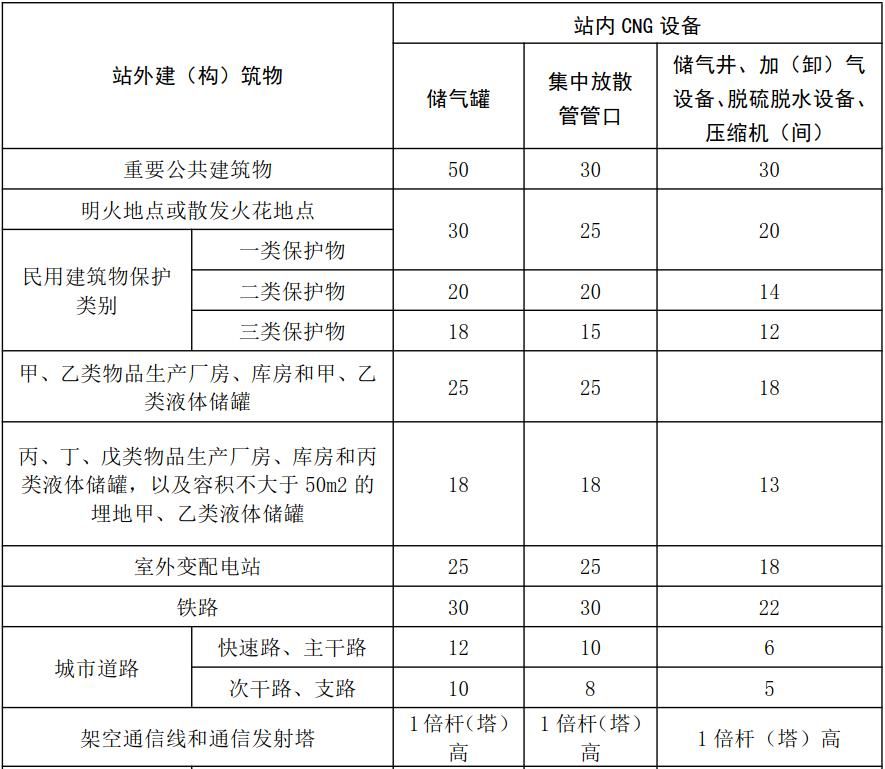 站外建（构）筑物
站内 CNG 设备
储气罐
集中放散
管管口
储气井、加（卸）气
设备、脱硫脱水设备、
压缩机（间）
重要公共建筑物
50
30
30
明火地点或散发火花地点
30
25
20
民用建筑物保护
类别
一类保护物
二类保护物
20
20
14
三类保护物
18
15
12
甲、乙类物品生产厂房、库房和甲、乙
类液体储罐
25
25
18
丙、丁、戊类物品生产厂房、库房和丙
类液体储罐，以及容积不大于 50m2 的
埋地甲、乙类液体储罐
18
18
13
室外变配电站
25
25
18
铁路
30
30
22
城市道路
快速路、主干路
12
10
6
次干路、支路
10
8
5
架空通信线和通信发射塔
1 倍杆（塔）
高
1 倍杆（塔）
高
1 倍杆（塔）高